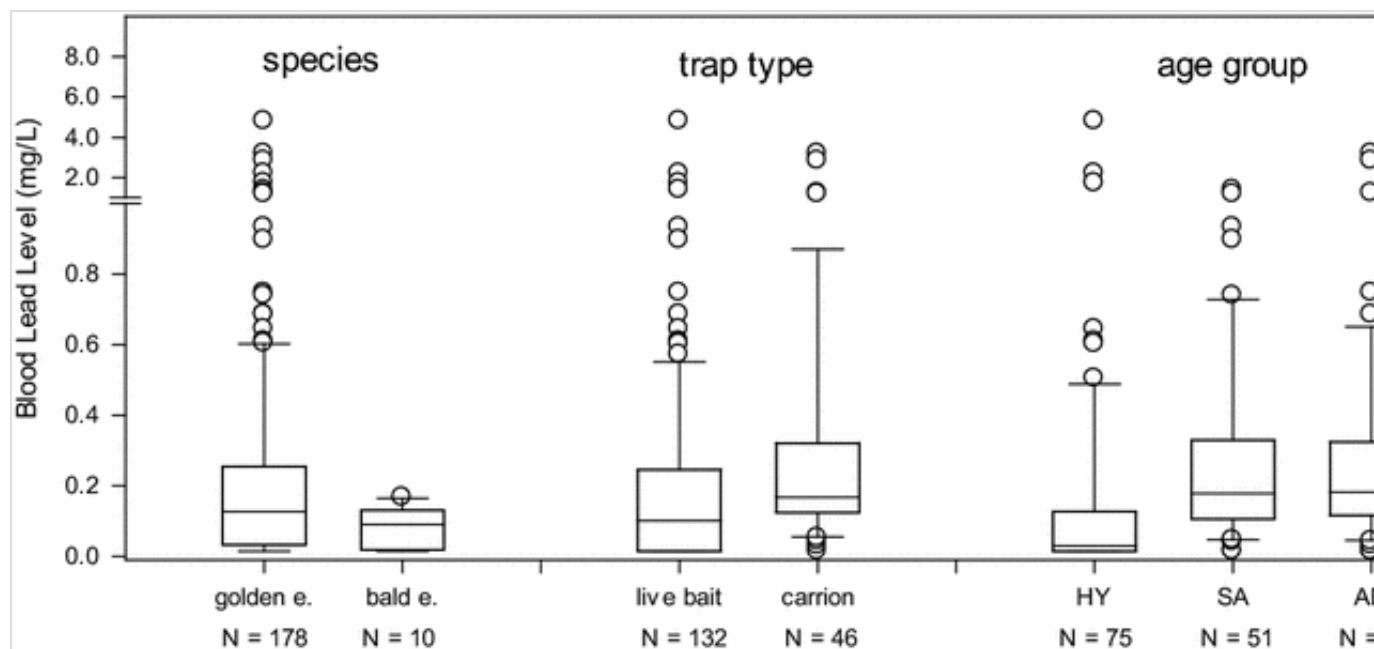 species
trap type
age group
Blood Lead Level (mg/L)
8.0
6.0
4.0
2.0
0.8
0.6
0.4
0.2
0.0
golden e.
bald e.
live bait
carrion
HY
SA
N = 178
N = 10
N = 132
N = 46
N = 75
N = 51
N =